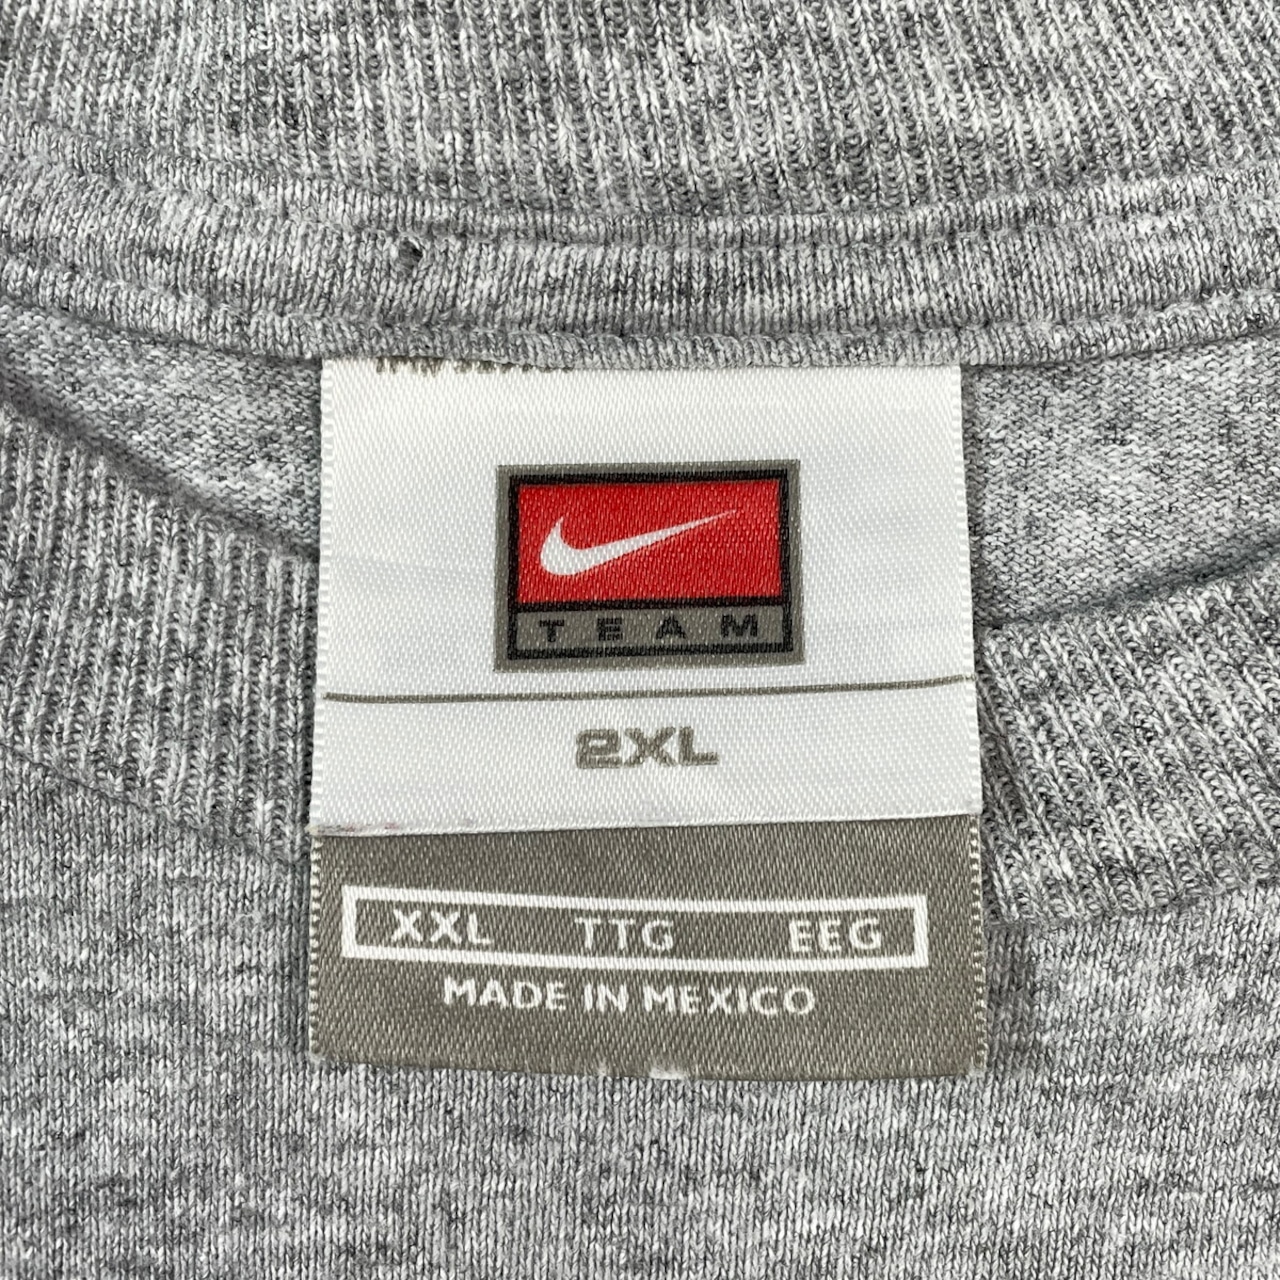 TEAM
2XL
XXL TTG EEG
MADE IN MEXICO